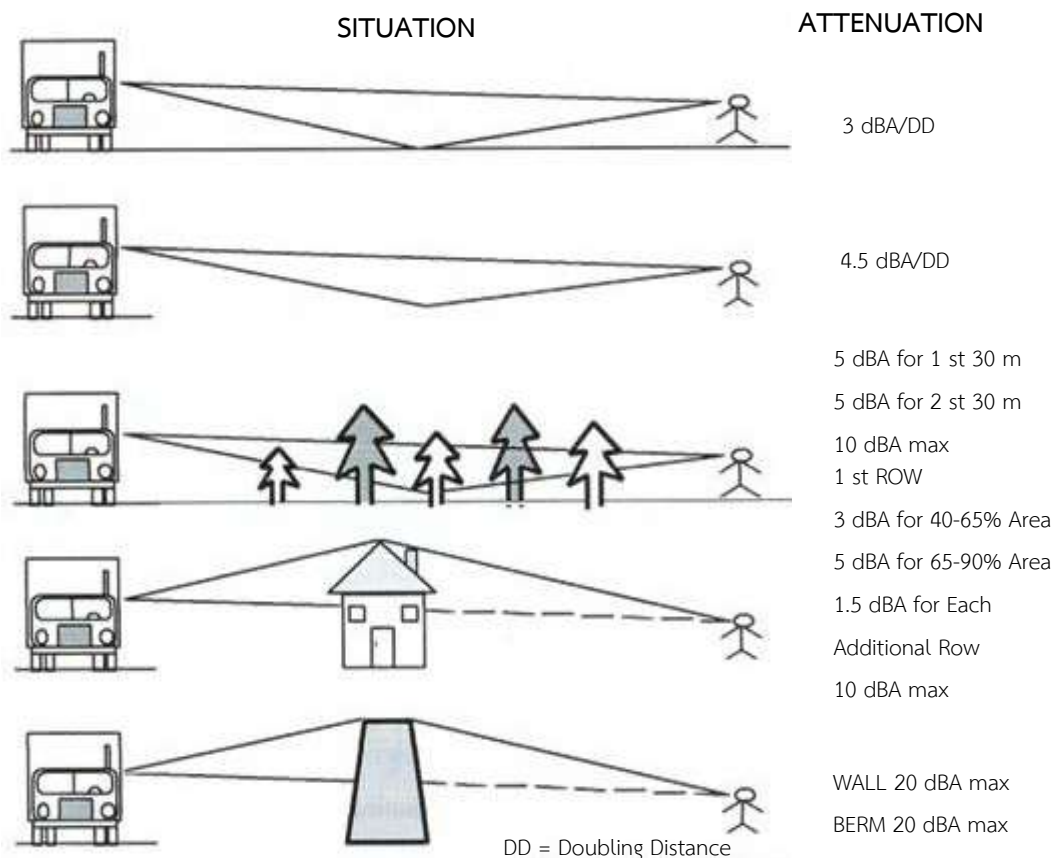 SITUATION
ATTENUATION
3 dBA/DD
4.5 dBA/DD
5 dBA for 1 st 30 m
5 dBA for 2 st 30 m
10 dBA max
1 st ROW
3 dBA for 40-65% Area
5 dBA for 65-90% Area
1.5 dBA for Each
Additional Row
10 dBA max
WALL 20 dBA max
BERM 20 dBA max
DD = Doubling Distance